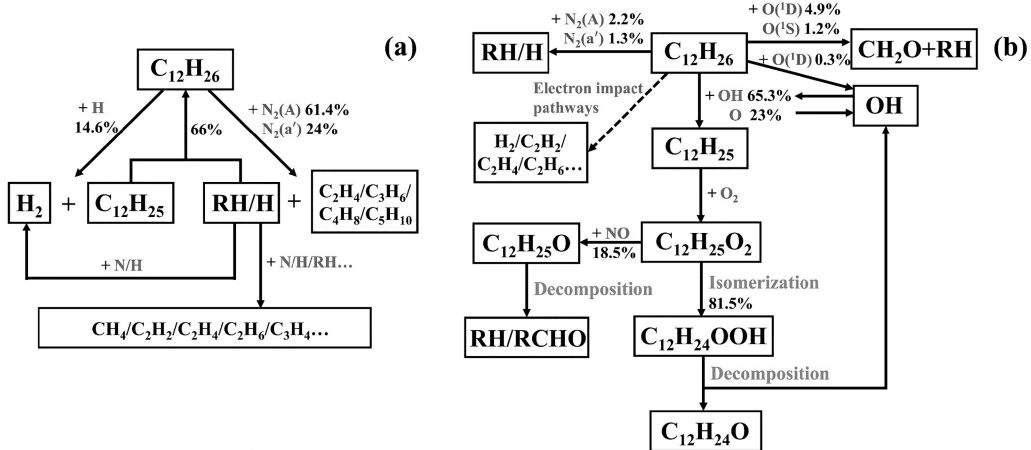 (a)
C₁₂H₂₆
+ H
14.6%
66%
+ N₂(A) 61.4%
N₂(a′) 24%
H₂
+
C₁₂H₂₅
RH/H
+
C₂H₄/C₃H₆/
C₄H₈/C₅H₁₀
+ N/H
+ N/H/RH...
CH₄/C₂H₂/C₂H₄/C₂H₆/C₃H₄...
(b)
RH/H
+ N₂(A) 2.2%
N₂(a′) 1.3%
C₁₂H₂₆
+ O(¹D) 4.9%
O(¹S) 1.2%
CH₂O+RH
+ O(¹D) 0.3%
Electron impact
pathways
+ OH 65.3%
O 23%
OH
H₂/C₂H₂/
C₂H₄/C₂H₆...
C₁₂H₂₅
+ O₂
C₁₂H₂₅O
+ NO
18.5%
C₁₂H₂₅O₂
Decomposition
Isomerization
81.5%
RH/RCHO
C₁₂H₂₄OOH
Decomposition
C₁₂H₂₄O